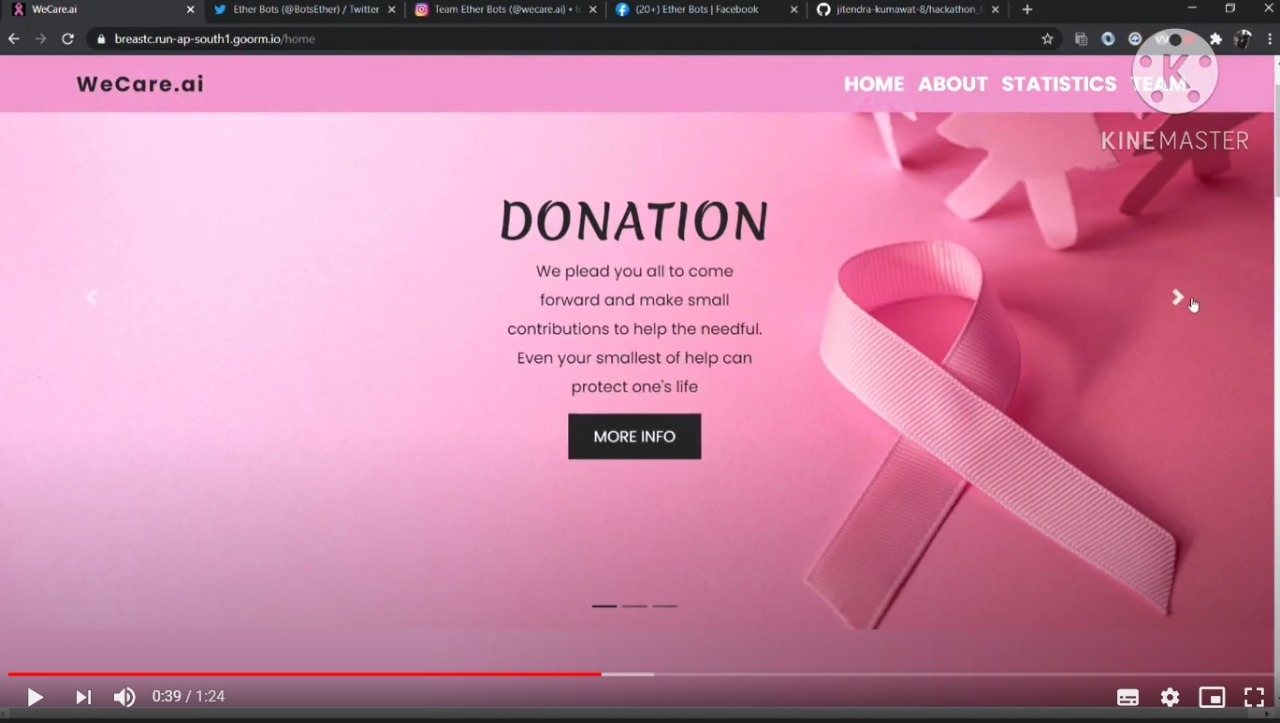 WeCare.ai
Ether Bots (@BotsEther) / Twitter
Team Ether Bots (@wecare.ai) •
(20+) Ether Bots | Facebook
jitendra-kumawat-8/hackathon_
breastc.run-ap-south1.goorm.io/home
WeCare.ai
HOME ABOUT STATISTICS TEAM
K
KINEMASTER
DONATION
We plead you all to come
forward and make small
contributions to help the needful.
Even your smallest of help can
protect one's life
MORE INFO
0:39 / 1:24